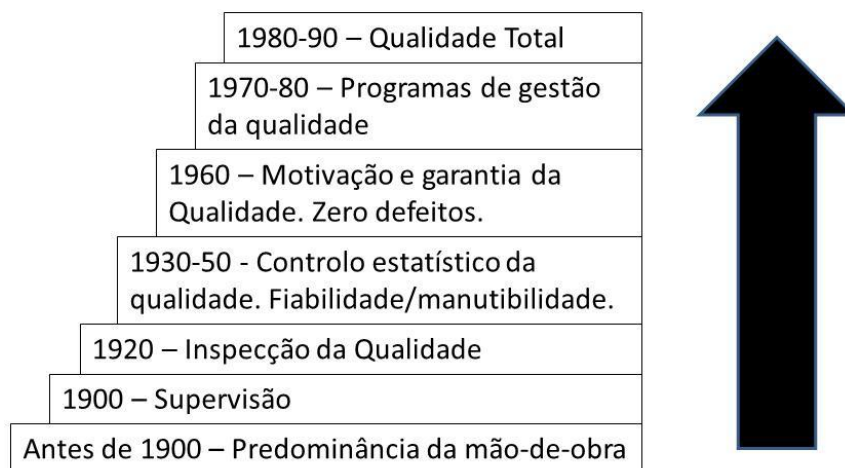 1980-90 – Qualidade Total
1970-80 – Programas de gestão
da qualidade
1960 – Motivação e garantia da
Qualidade. Zero defeitos.
1930-50 - Controlo estatístico da
qualidade. Fiabilidade/manutibilidade.
1920 – Inspecção da Qualidade
1900 – Supervisão
Antes de 1900 – Predominância da mão-de-obra